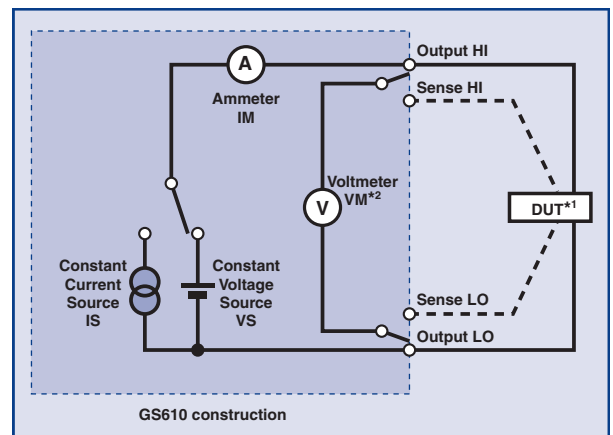 Output HI
A
Ammeter
IM
Sense HI
Voltmeter
VM*2
V
DUT*1
Constant
Current
Source
IS
Constant
Voltage
Source
VS
Sense LO
Output LO
GS610 construction